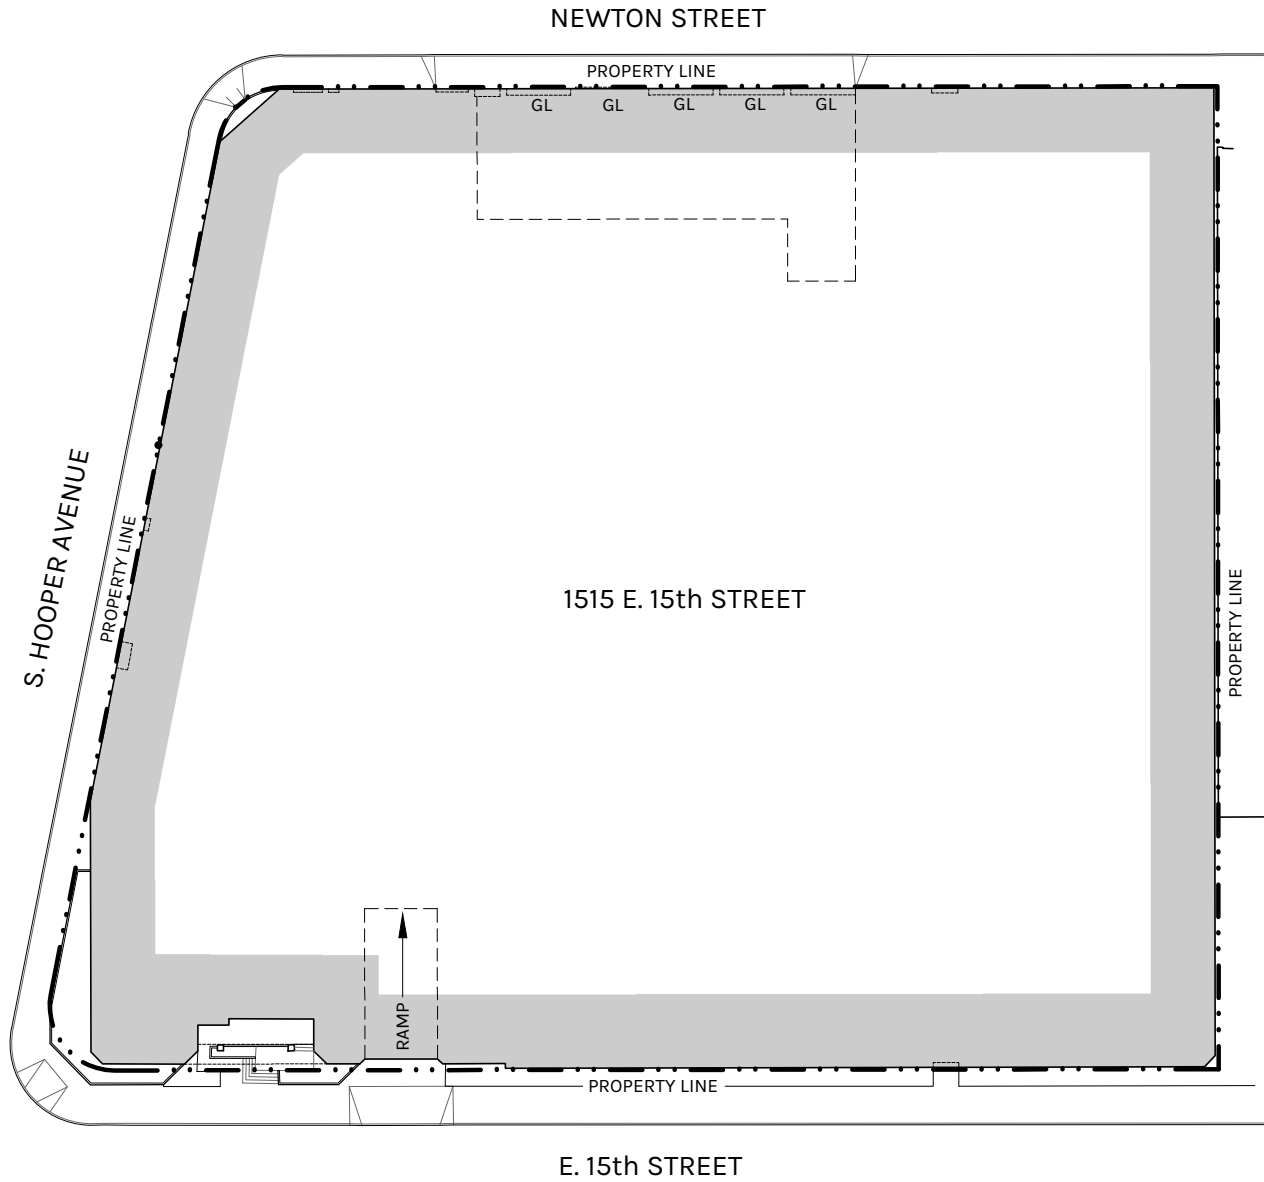 NEWTON STREET
PROPERTY LINE
GL GL GL GL GL
S. HOOPER AVENUE
PROPERTY LINE
1515 E. 15th STREET
PROPERTY LINE
RAMP
PROPERTY LINE
E. 15th STREET